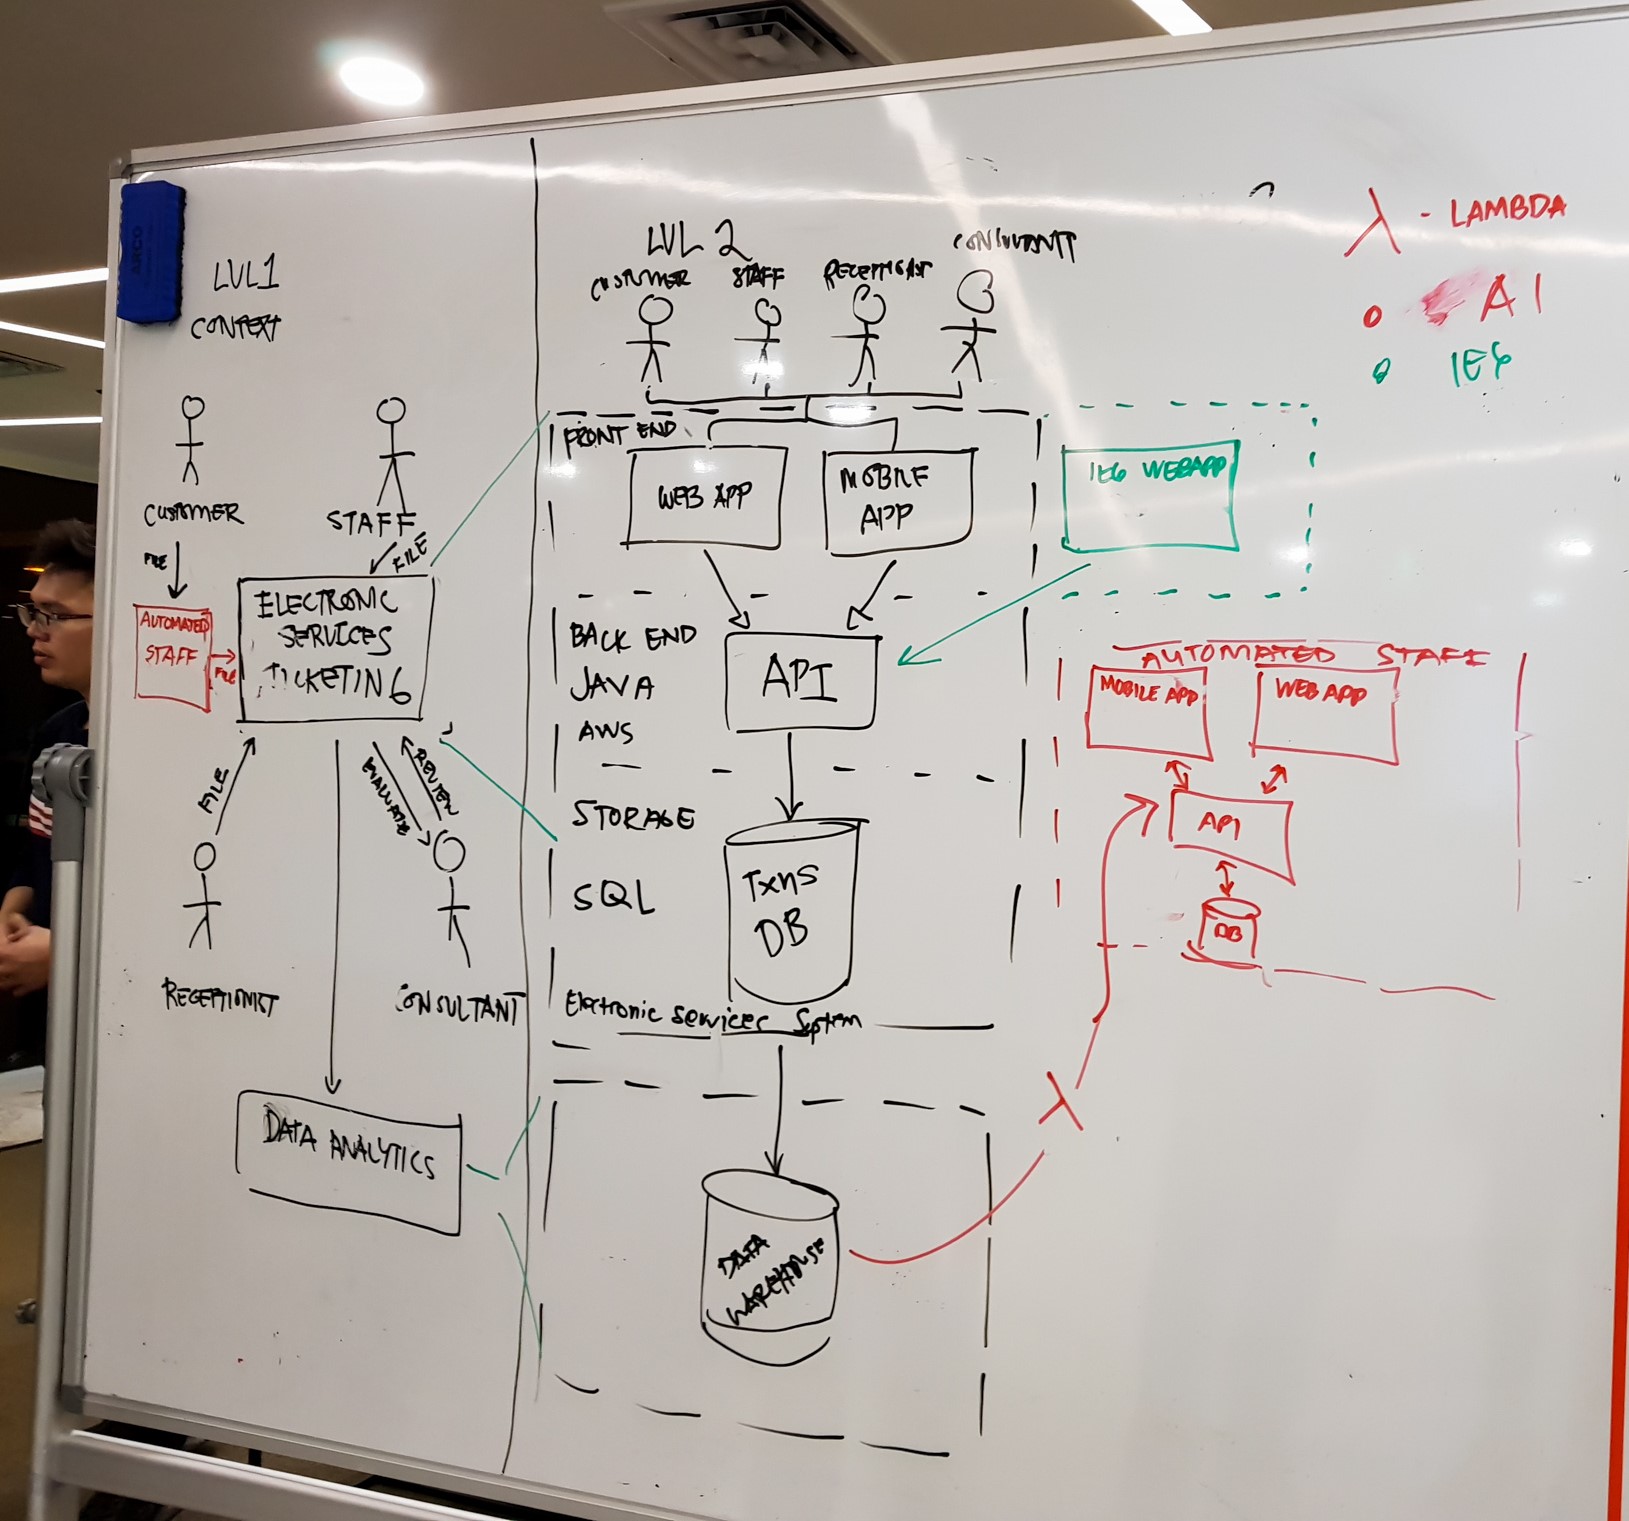 ARCO
LVL1
CONTEXT
CUSTOMER
STAFF
FILE
FILE
AUTOMATED
STAFF
FILE
ELECTRONIC
SERVICES
TICKETING
FILE
EVALUATE
REVIEW
RECEPTIONIST
CONSULTANT
DATA ANALYTICS
LVL 2
CUSTOMER
STAFF
RECEPTIONIST
CONSULTANT
FRONT END
WEB APP
MOBILE
APP
BACK END
JAVA
AWS
API
STORAGE
SQL
Txns
DB
Electronic Services System
DATA
WAREHOUSE
λ - LAMBDA
AI
IE6
IE6 WEBAPP
AUTOMATED STAFF
MOBILE APP
WEB APP
API
DB
λ